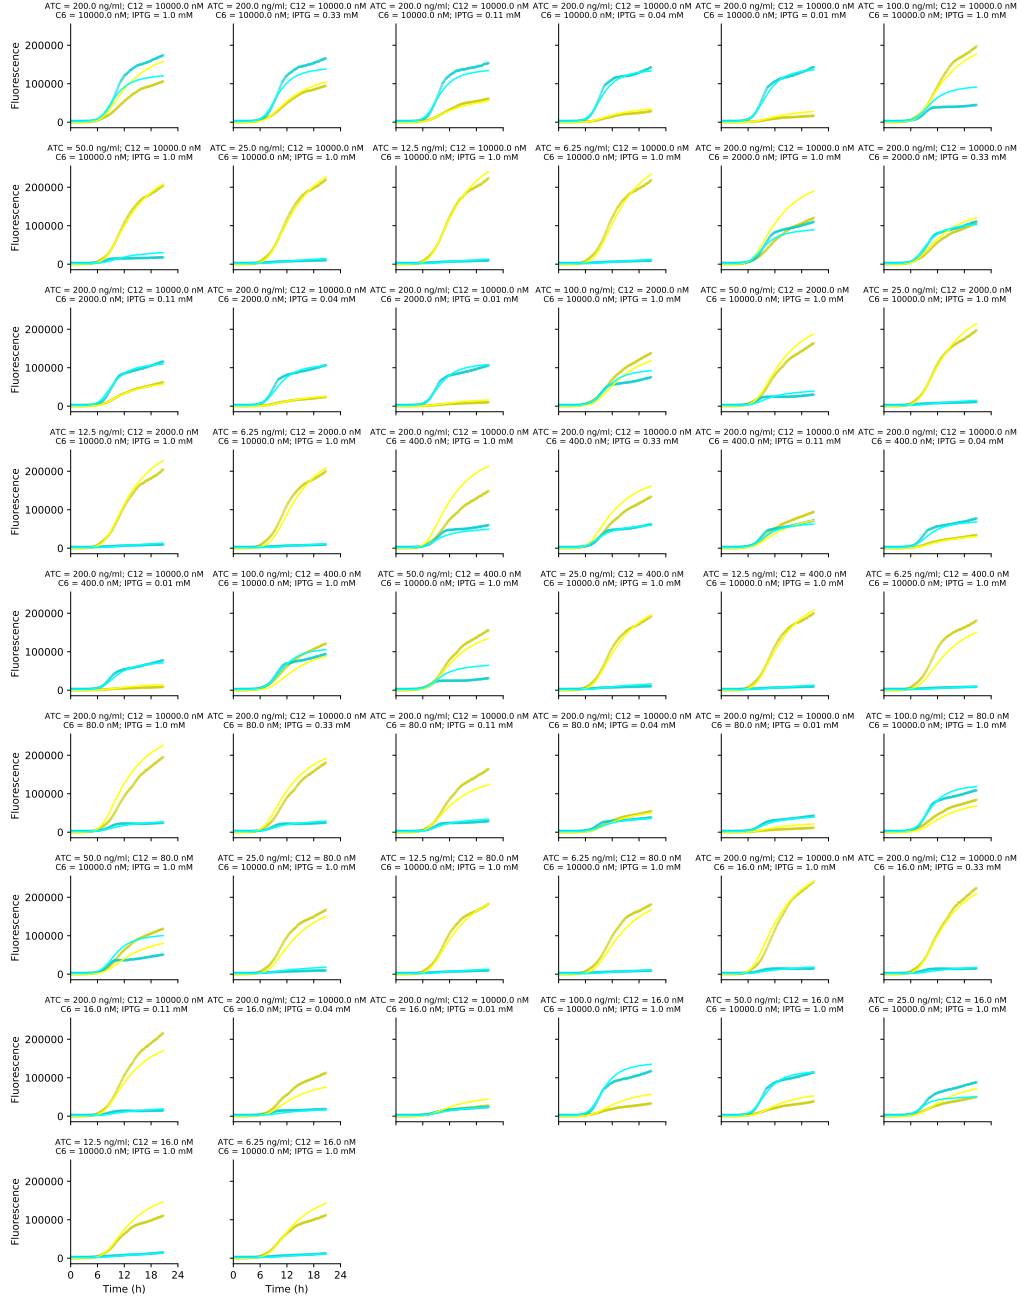 ATC = 200.0 ng/ml; C12 = 10000.0 nM
C6 = 10000.0 nM; IPTG = 1.0 mM
ATC = 200.0 ng/ml; C12 = 10000.0 nM
C6 = 10000.0 nM; IPTG = 0.33 mM
ATC = 200.0 ng/ml; C12 = 10000.0 nM
C6 = 10000.0 nM; IPTG = 0.11 mM
ATC = 200.0 ng/ml; C12 = 10000.0 nM
C6 = 10000.0 nM; IPTG = 0.04 mM
ATC = 200.0 ng/ml; C12 = 10000.0 nM
C6 = 10000.0 nM; IPTG = 0.01 mM
ATC = 100.0 ng/ml; C12 = 10000.0 nM
C6 = 10000.0 nM; IPTG = 1.0 mM
Fluorescence
200000
100000
0
ATC = 50.0 ng/ml; C12 = 10000.0 nM
C6 = 10000.0 nM; IPTG = 1.0 mM
ATC = 25.0 ng/ml; C12 = 10000.0 nM
C6 = 10000.0 nM; IPTG = 1.0 mM
ATC = 12.5 ng/ml; C12 = 10000.0 nM
C6 = 10000.0 nM; IPTG = 1.0 mM
ATC = 6.25 ng/ml; C12 = 10000.0 nM
C6 = 10000.0 nM; IPTG = 1.0 mM
ATC = 200.0 ng/ml; C12 = 10000.0 nM
C6 = 2000.0 nM; IPTG = 1.0 mM
ATC = 200.0 ng/ml; C12 = 10000.0 nM
C6 = 2000.0 nM; IPTG = 0.33 mM
Fluorescence
200000
100000
0
ATC = 200.0 ng/ml; C12 = 10000.0 nM
C6 = 2000.0 nM; IPTG = 0.11 mM
ATC = 200.0 ng/ml; C12 = 10000.0 nM
C6 = 2000.0 nM; IPTG = 0.04 mM
ATC = 200.0 ng/ml; C12 = 10000.0 nM
C6 = 2000.0 nM; IPTG = 0.01 mM
ATC = 100.0 ng/ml; C12 = 2000.0 nM
C6 = 10000.0 nM; IPTG = 1.0 mM
ATC = 50.0 ng/ml; C12 = 2000.0 nM
C6 = 10000.0 nM; IPTG = 1.0 mM
ATC = 25.0 ng/ml; C12 = 2000.0 nM
C6 = 10000.0 nM; IPTG = 1.0 mM
Fluorescence
200000
100000
0
ATC = 12.5 ng/ml; C12 = 2000.0 nM
C6 = 10000.0 nM; IPTG = 1.0 mM
ATC = 6.25 ng/ml; C12 = 2000.0 nM
C6 = 10000.0 nM; IPTG = 1.0 mM
ATC = 200.0 ng/ml; C12 = 10000.0 nM
C6 = 400.0 nM; IPTG = 1.0 mM
ATC = 200.0 ng/ml; C12 = 10000.0 nM
C6 = 400.0 nM; IPTG = 0.33 mM
ATC = 200.0 ng/ml; C12 = 10000.0 nM
C6 = 400.0 nM; IPTG = 0.11 mM
ATC = 200.0 ng/ml; C12 = 10000.0 nM
C6 = 400.0 nM; IPTG = 0.04 mM
Fluorescence
200000
100000
0
ATC = 200.0 ng/ml; C12 = 10000.0 nM
C6 = 400.0 nM; IPTG = 0.01 mM
ATC = 100.0 ng/ml; C12 = 400.0 nM
C6 = 10000.0 nM; IPTG = 1.0 mM
ATC = 50.0 ng/ml; C12 = 400.0 nM
C6 = 10000.0 nM; IPTG = 1.0 mM
ATC = 25.0 ng/ml; C12 = 400.0 nM
C6 = 10000.0 nM; IPTG = 1.0 mM
ATC = 12.5 ng/ml; C12 = 400.0 nM
C6 = 10000.0 nM; IPTG = 1.0 mM
ATC = 6.25 ng/ml; C12 = 400.0 nM
C6 = 10000.0 nM; IPTG = 1.0 mM
Fluorescence
200000
100000
0
ATC = 200.0 ng/ml; C12 = 10000.0 nM
C6 = 80.0 nM; IPTG = 1.0 mM
ATC = 200.0 ng/ml; C12 = 10000.0 nM
C6 = 80.0 nM; IPTG = 0.33 mM
ATC = 200.0 ng/ml; C12 = 10000.0 nM
C6 = 80.0 nM; IPTG = 0.11 mM
ATC = 200.0 ng/ml; C12 = 10000.0 nM
C6 = 80.0 nM; IPTG = 0.04 mM
ATC = 200.0 ng/ml; C12 = 10000.0 nM
C6 = 80.0 nM; IPTG = 0.01 mM
ATC = 100.0 ng/ml; C12 = 80.0 nM
C6 = 10000.0 nM; IPTG = 1.0 mM
Fluorescence
200000
100000
0
ATC = 50.0 ng/ml; C12 = 80.0 nM
C6 = 10000.0 nM; IPTG = 1.0 mM
ATC = 25.0 ng/ml; C12 = 80.0 nM
C6 = 10000.0 nM; IPTG = 1.0 mM
ATC = 12.5 ng/ml; C12 = 80.0 nM
C6 = 10000.0 nM; IPTG = 1.0 mM
ATC = 6.25 ng/ml; C12 = 80.0 nM
C6 = 10000.0 nM; IPTG = 1.0 mM
ATC = 200.0 ng/ml; C12 = 10000.0 nM
C6 = 16.0 nM; IPTG = 1.0 mM
ATC = 200.0 ng/ml; C12 = 10000.0 nM
C6 = 16.0 nM; IPTG = 0.33 mM
Fluorescence
200000
100000
0
ATC = 200.0 ng/ml; C12 = 10000.0 nM
C6 = 16.0 nM; IPTG = 0.11 mM
ATC = 200.0 ng/ml; C12 = 10000.0 nM
C6 = 16.0 nM; IPTG = 0.04 mM
ATC = 200.0 ng/ml; C12 = 10000.0 nM
C6 = 16.0 nM; IPTG = 0.01 mM
ATC = 100.0 ng/ml; C12 = 16.0 nM
C6 = 10000.0 nM; IPTG = 1.0 mM
ATC = 50.0 ng/ml; C12 = 16.0 nM
C6 = 10000.0 nM; IPTG = 1.0 mM
ATC = 25.0 ng/ml; C12 = 16.0 nM
C6 = 10000.0 nM; IPTG = 1.0 mM
Fluorescence
200000
100000
0
ATC = 12.5 ng/ml; C12 = 16.0 nM
C6 = 10000.0 nM; IPTG = 1.0 mM
ATC = 6.25 ng/ml; C12 = 16.0 nM
C6 = 10000.0 nM; IPTG = 1.0 mM
Fluorescence
200000
100000
0
0 6 12 18 24
Time (h)
0 6 12 18 24
Time (h)